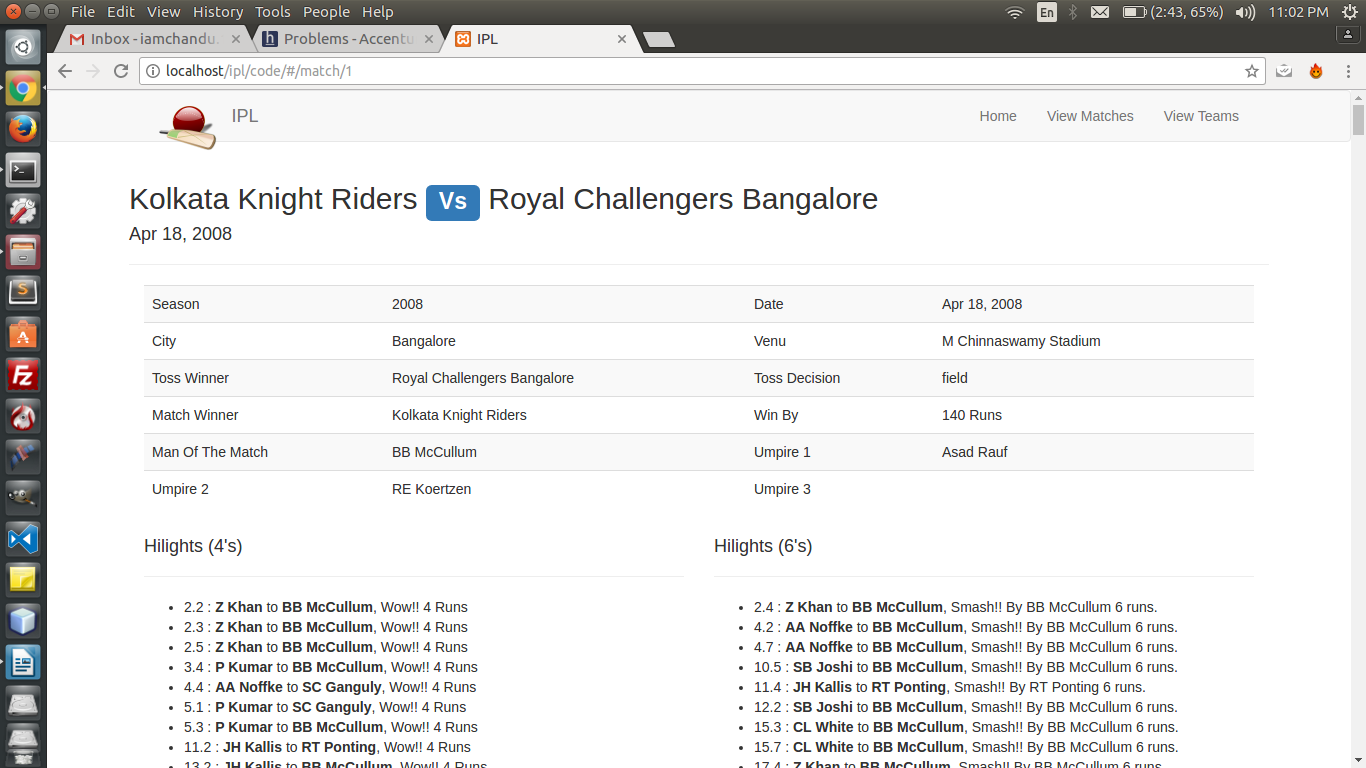 File Edit View History Tools People Help
En (2:43, 65%) 11:02 PM
Inbox - iamchandu. Problems - Accentu IPL
localhost/ipl/code/#/match/1
IPL Home View Matches View Teams
Kolkata Knight Riders Vs Royal Challengers Bangalore
Apr 18, 2008
Season 2008 Date Apr 18, 2008
City Bangalore Venu M Chinnaswamy Stadium
Toss Winner Royal Challengers Bangalore Toss Decision field
Match Winner Kolkata Knight Riders Win By 140 Runs
Man Of The Match BB McCullum Umpire 1 Asad Rauf
Umpire 2 RE Koertzen Umpire 3
Hilights (4's)
2.2 : Z Khan to BB McCullum, Wow!! 4 Runs
2.3 : Z Khan to BB McCullum, Wow!! 4 Runs
2.5 : Z Khan to BB McCullum, Wow!! 4 Runs
3.4 : P Kumar to BB McCullum, Wow!! 4 Runs
4.4 : AA Noffke to SC Ganguly, Wow!! 4 Runs
5.1 : P Kumar to SC Ganguly, Wow!! 4 Runs
5.3 : P Kumar to BB McCullum, Wow!! 4 Runs
11.2 : JH Kallis to RT Ponting, Wow!! 4 Runs
13.2 : JH Kallis to BB McCullum, Wow!! 4 Runs
Hilights (6's)
2.4 : Z Khan to BB McCullum, Smash!! By BB McCullum 6 runs.
4.2 : AA Noffke to BB McCullum, Smash!! By BB McCullum 6 runs.
4.7 : AA Noffke to BB McCullum, Smash!! By BB McCullum 6 runs.
10.5 : SB Joshi to BB McCullum, Smash!! By BB McCullum 6 runs.
11.4 : JH Kallis to RT Ponting, Smash!! By RT Ponting 6 runs.
12.2 : SB Joshi to BB McCullum, Smash!! By BB McCullum 6 runs.
15.3 : CL White to BB McCullum, Smash!! By BB McCullum 6 runs.
15.7 : CL White to BB McCullum, Smash!! By BB McCullum 6 runs.
17.4 : Z Khan to BB McCullum, Smash!! By BB McCullum 6 runs.